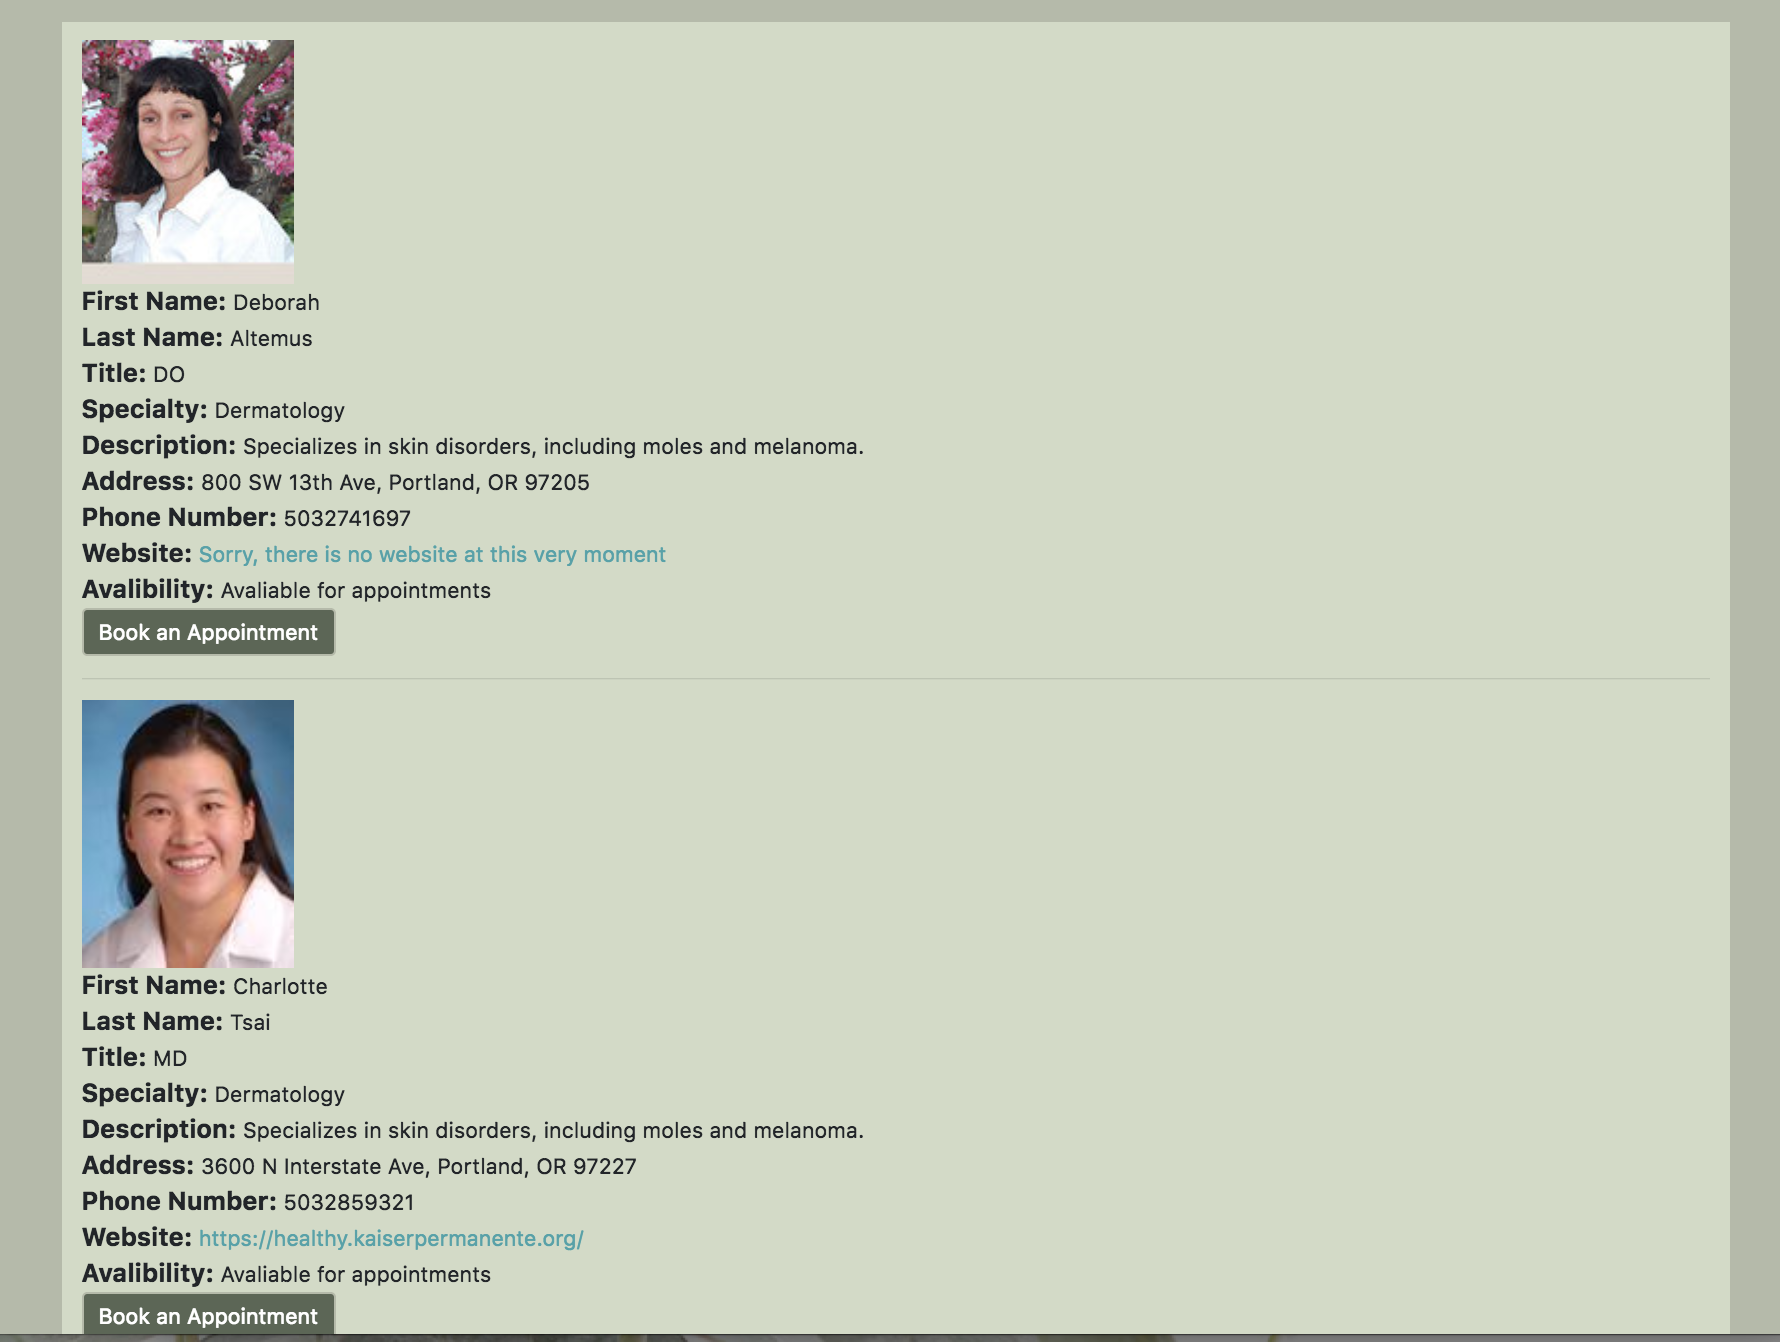 First Name: Deborah
Last Name: Altemus
Title: DO
Specialty: Dermatology
Description: Specializes in skin disorders, including moles and melanoma.
Address: 800 SW 13th Ave, Portland, OR 97205
Phone Number: 5032741697
Website: Sorry, there is no website at this very moment
Avalibility: Avaliable for appointments
Book an Appointment
First Name: Charlotte
Last Name: Tsai
Title: MD
Specialty: Dermatology
Description: Specializes in skin disorders, including moles and melanoma.
Address: 3600 N Interstate Ave, Portland, OR 97227
Phone Number: 5032859321
Website: https://healthy.kaiserpermanente.org/
Avalibility: Avaliable for appointments
Book an Appointment